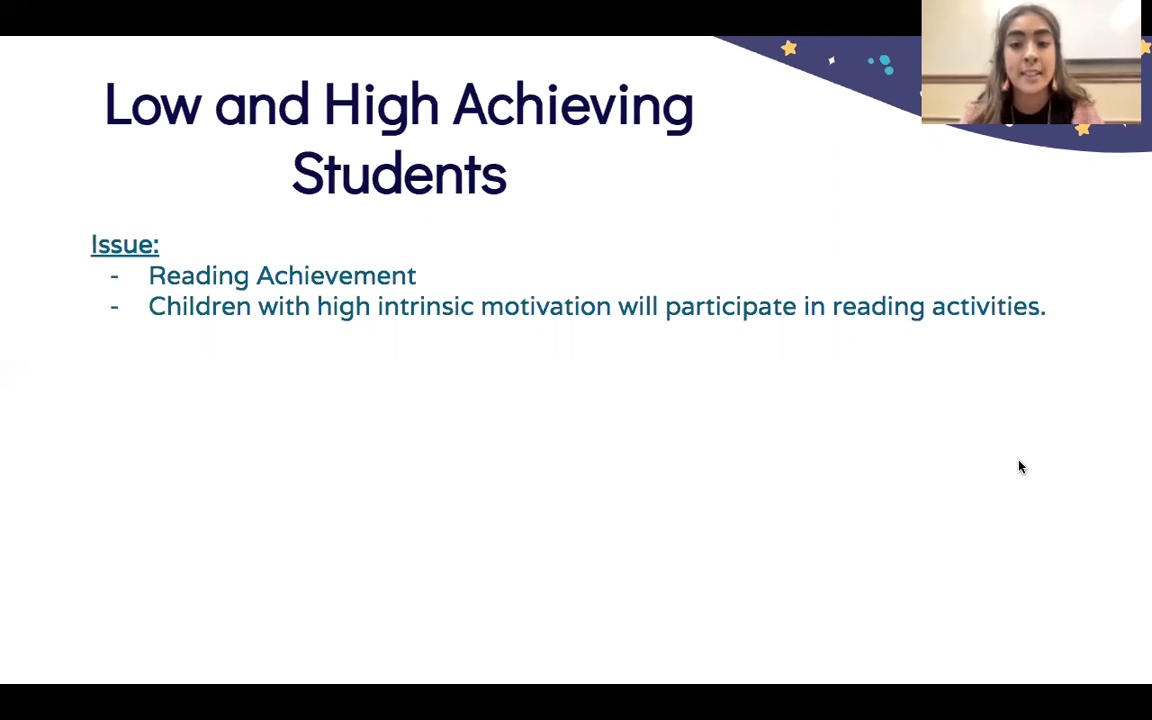 Low and High Achieving
Students
Issue:
- Reading Achievement
- Children with high intrinsic motivation will participate in reading activities.